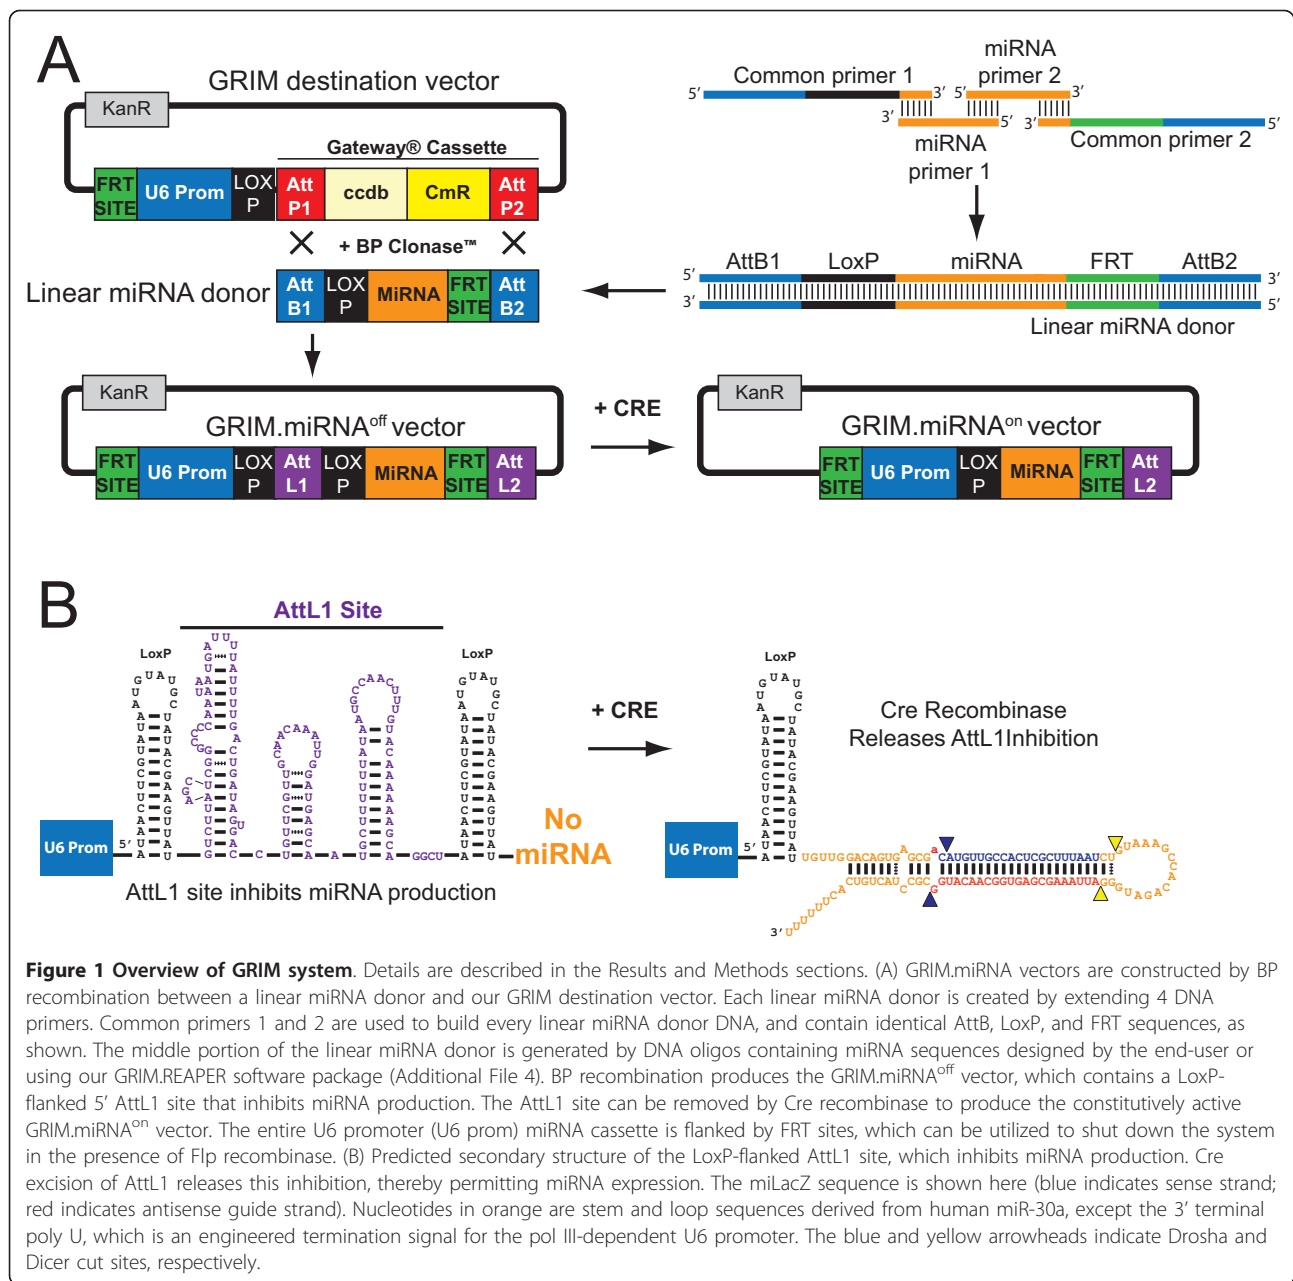 A
GRIM destination vector
KanR
Gateway® Cassette
FRT SITE
U6 Prom
LOX P
Att P1
ccdb
CmR
Att P2
+ BP Clonase™
Linear miRNA donor
Att B1
LOX P
MiRNA
FRT SITE
Att B2
Common primer 1
miRNA primer 2
5'
3'
5'
3'
3'
5'
3'
5'
miRNA primer 1
Common primer 2
AttB1
LoxP
miRNA
FRT
AttB2
5'
3'
3'
5'
Linear miRNA donor
KanR
GRIM.miRNAoff vector
FRT SITE
U6 Prom
LOX P
Att L1
LOX P
MiRNA
FRT SITE
Att L2
+ CRE
KanR
GRIM.miRNAon vector
FRT SITE
U6 Prom
LOX P
MiRNA
FRT SITE
Att L2
B
AttL1 Site
LoxP
LoxP
U6 Prom
5'
GGCU
No miRNA
AttL1 site inhibits miRNA production
+ CRE
LoxP
Cre Recombinase
Releases AttL1Inhibition
U6 Prom
5'
UGUUGGACAGUGAGCGaCAUGUUGCCACUCGCUUUAAUCUGUAAAGCCACAGAUGGGAUUAAAGCGAGUGGCAACAUGGCGCCUACUGUCACUUUUUU
3'
Figure 1 Overview of GRIM system. Details are described in the Results and Methods sections. (A) GRIM.miRNA vectors are constructed by BP
recombination between a linear miRNA donor and our GRIM destination vector. Each linear miRNA donor is created by extending 4 DNA
primers. Common primers 1 and 2 are used to build every linear miRNA donor DNA, and contain identical AttB, LoxP, and FRT sequences, as
shown. The middle portion of the linear miRNA donor is generated by DNA oligos containing miRNA sequences designed by the end-user or
using our GRIM.REAPER software package (Additional File 4). BP recombination produces the GRIM.miRNAoff vector, which contains a LoxP-
flanked 5' AttL1 site that inhibits miRNA production. The AttL1 site can be removed by Cre recombinase to produce the constitutively active
GRIM.miRNAon vector. The entire U6 promoter (U6 prom) miRNA cassette is flanked by FRT sites, which can be utilized to shut down the system
in the presence of Flp recombinase. (B) Predicted secondary structure of the LoxP-flanked AttL1 site, which inhibits miRNA production. Cre
excision of AttL1 releases this inhibition, thereby permitting miRNA expression. The miLacZ sequence is shown here (blue indicates sense strand;
red indicates antisense guide strand). Nucleotides in orange are stem and loop sequences derived from human miR-30a, except the 3' terminal
poly U, which is an engineered termination signal for the pol III-dependent U6 promoter. The blue and yellow arrowheads indicate Drosha and
Dicer cut sites, respectively.